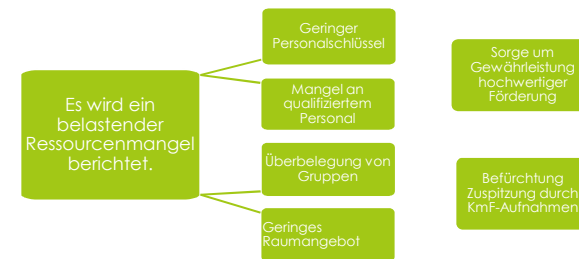 Es wird ein
belastender
Ressourcenmangel
berichtet.
Geringer
Personalschlüssel
Mangel an
qualifiziertem
Personal
Überbelegung von
Gruppen
Geringes
Raumangebot
Sorge um
Gewährleistung
hochwertiger
Förderung
Befürchtung
Zuspitzung durch
KmF-Aufnahmen